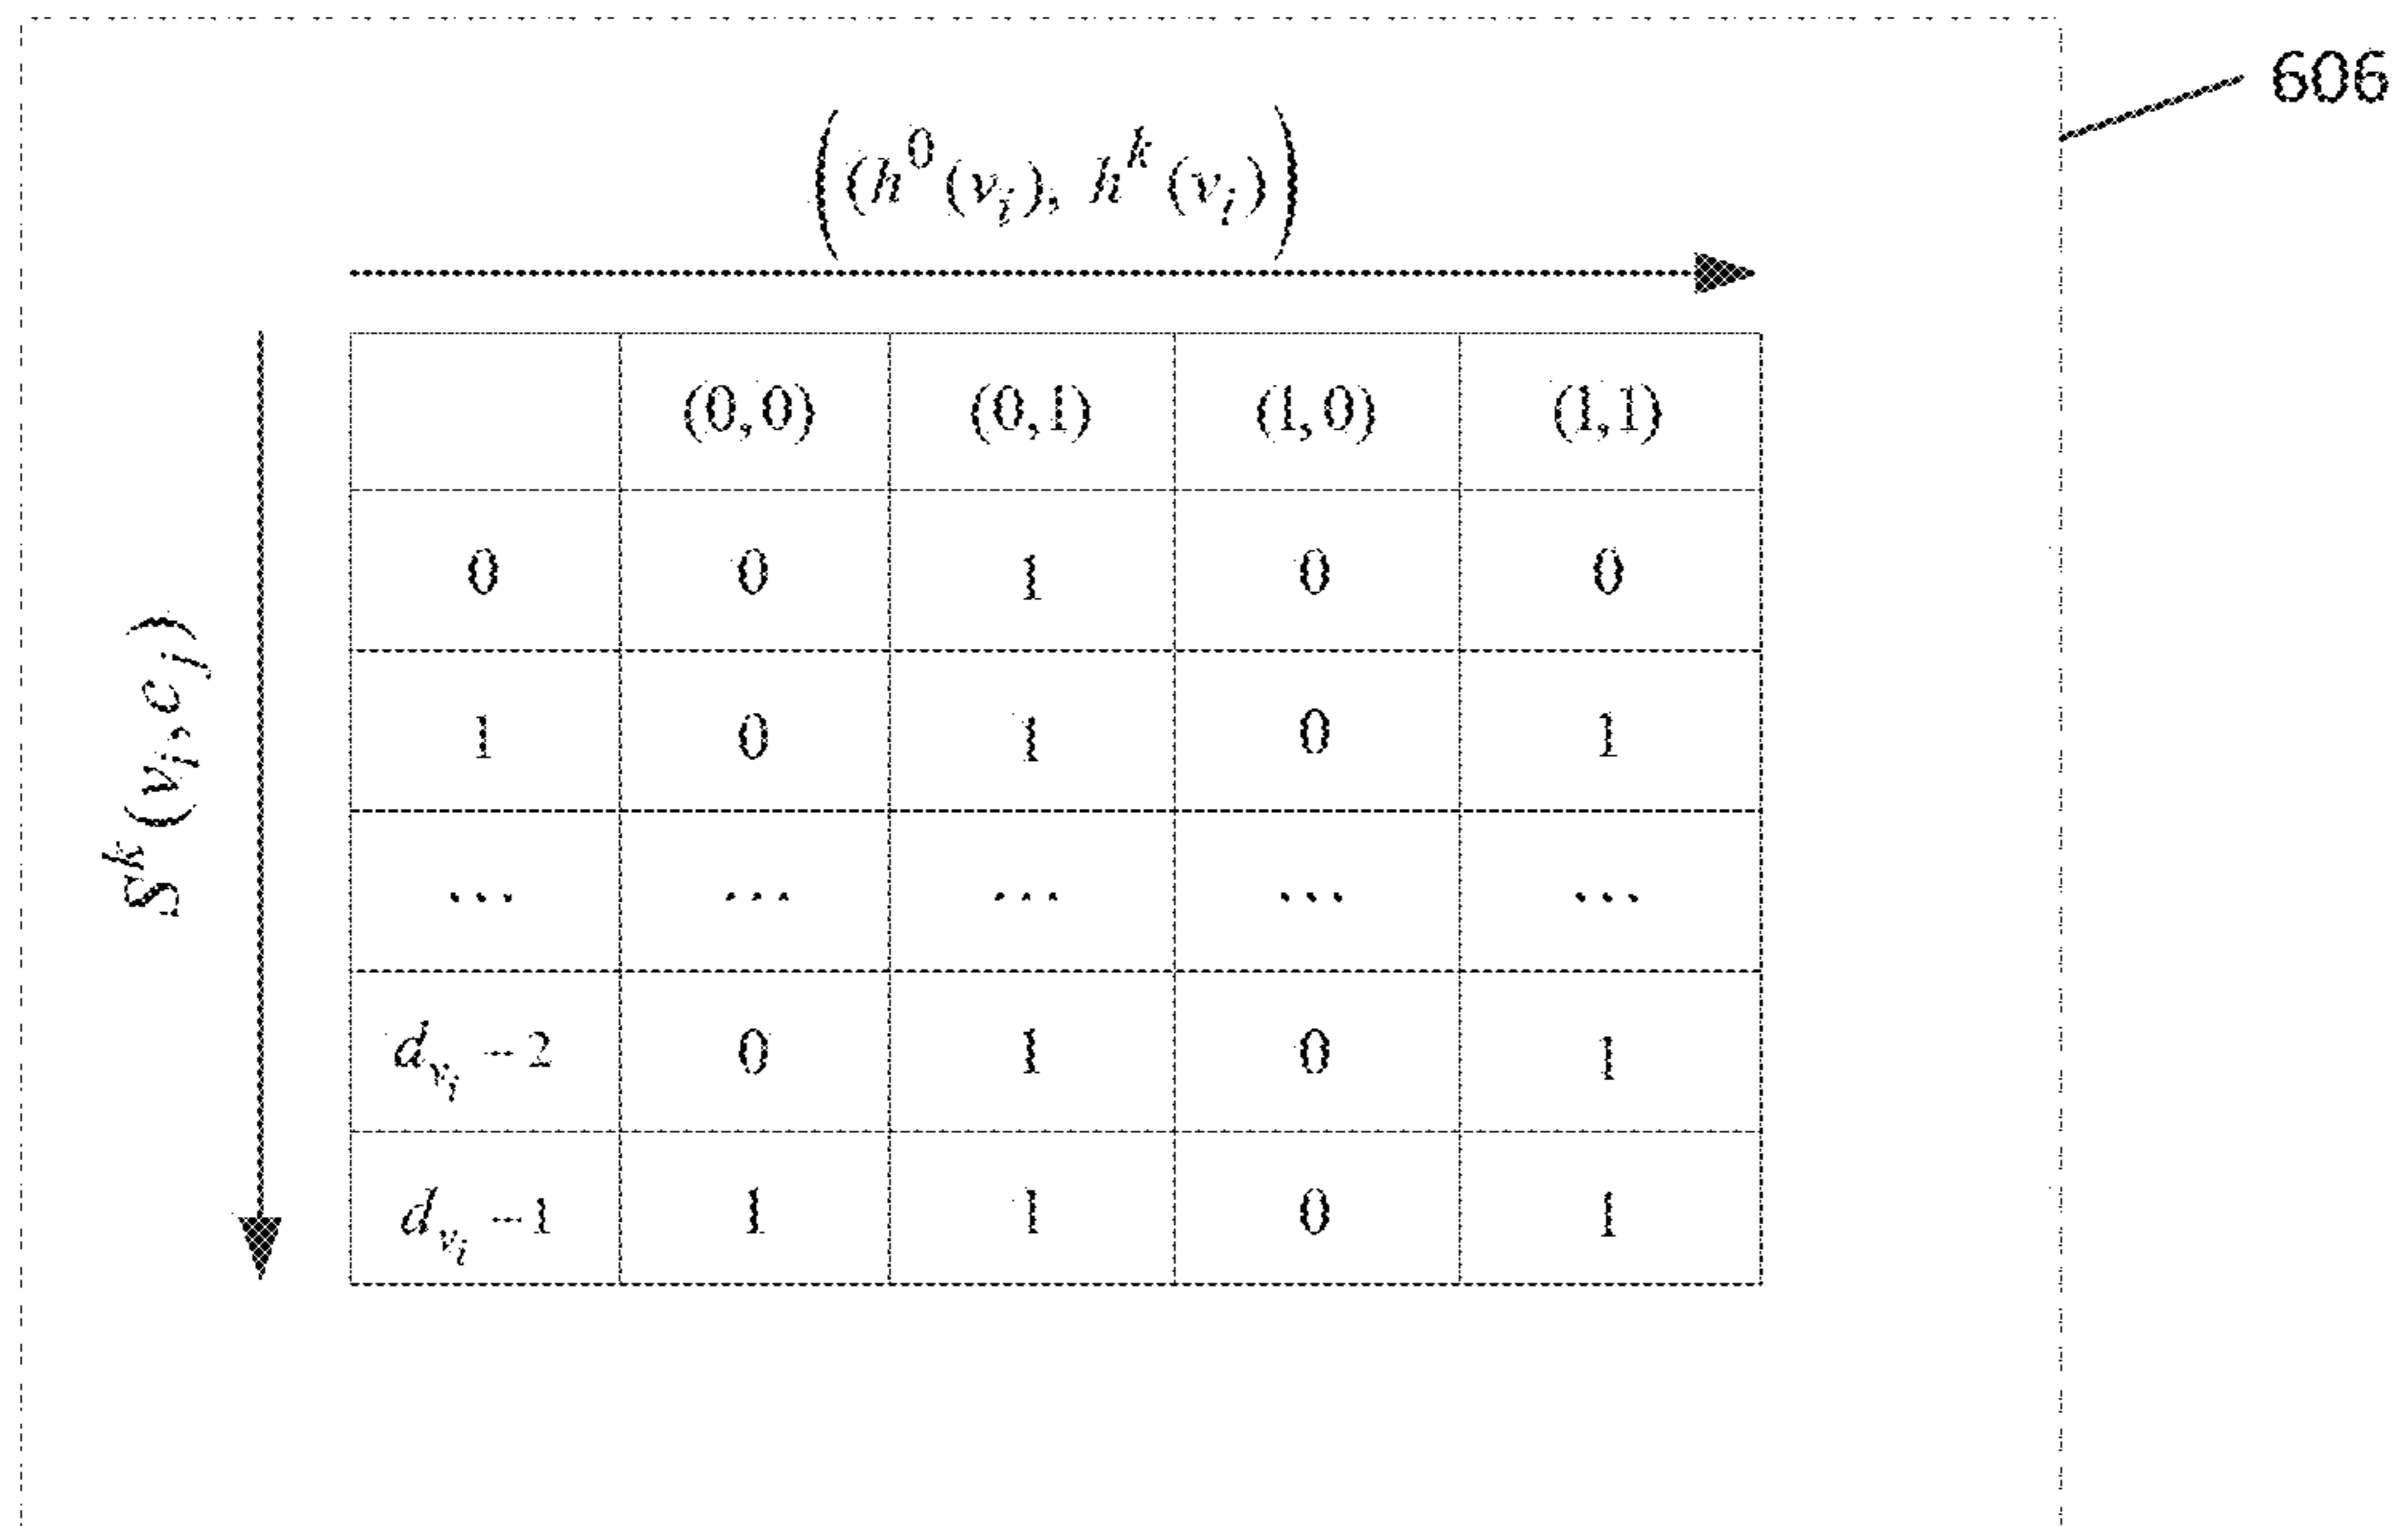 606
((h^0(v_i), h^k(v_i))
S^k(v_i, c_j)
(0,0) (0,1) (1,0) (1,1)
0 0 1 0 0
1 0 1 0 1
... ... ... ... ...
d_{v_i} - 2 0 1 0 1
d_{v_i} - 1 1 1 0 1